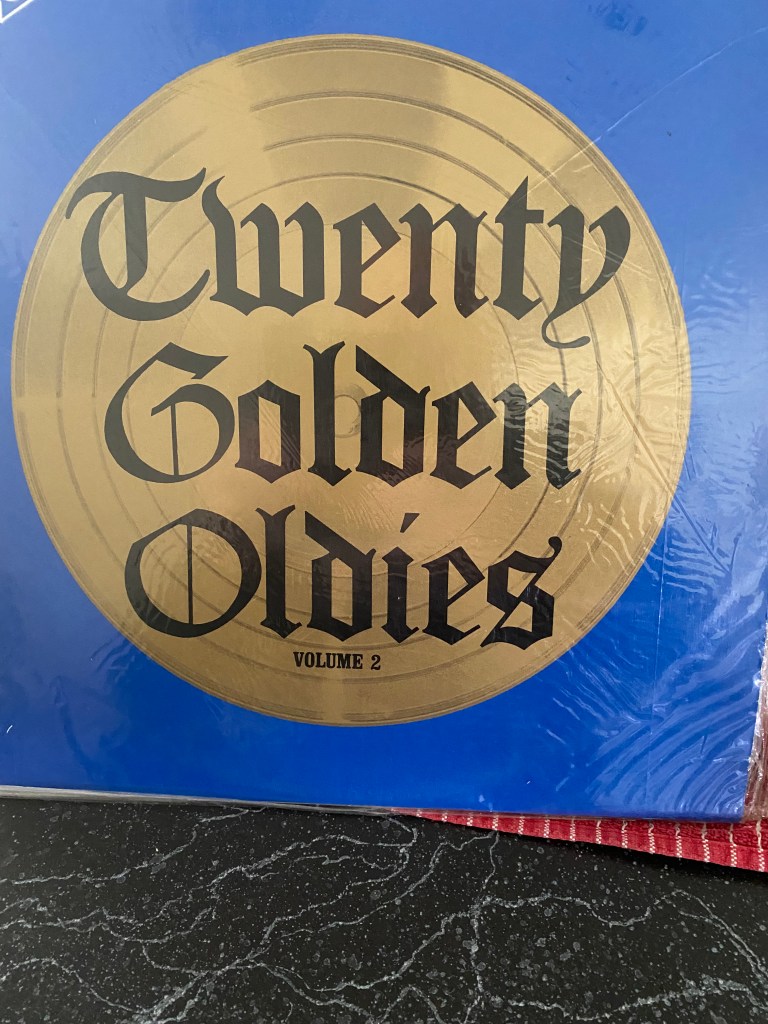 Twenty
Golden
Oldies
VOLUME 2